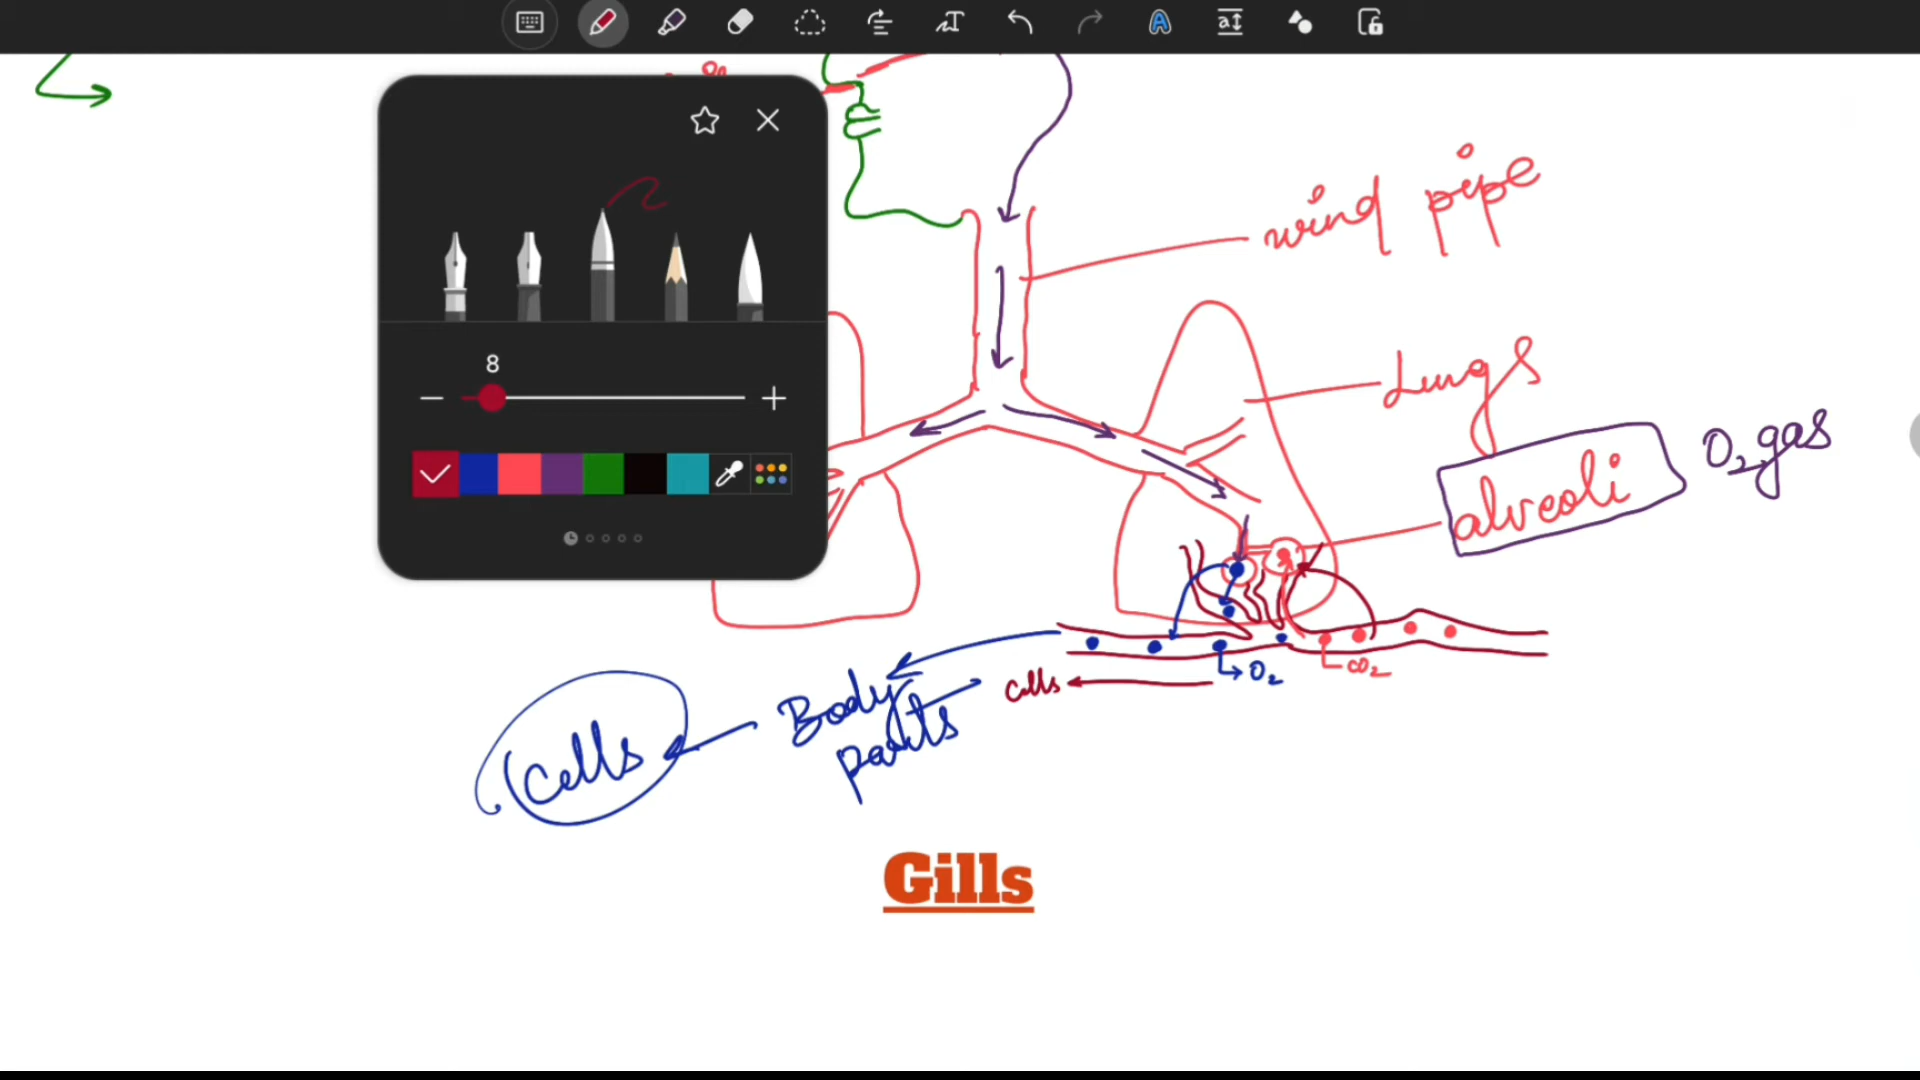 wind pipe
8
Lungs
O2 gas
alveoli
O2
CO2
Cells
Body
parts
Cells
Gills